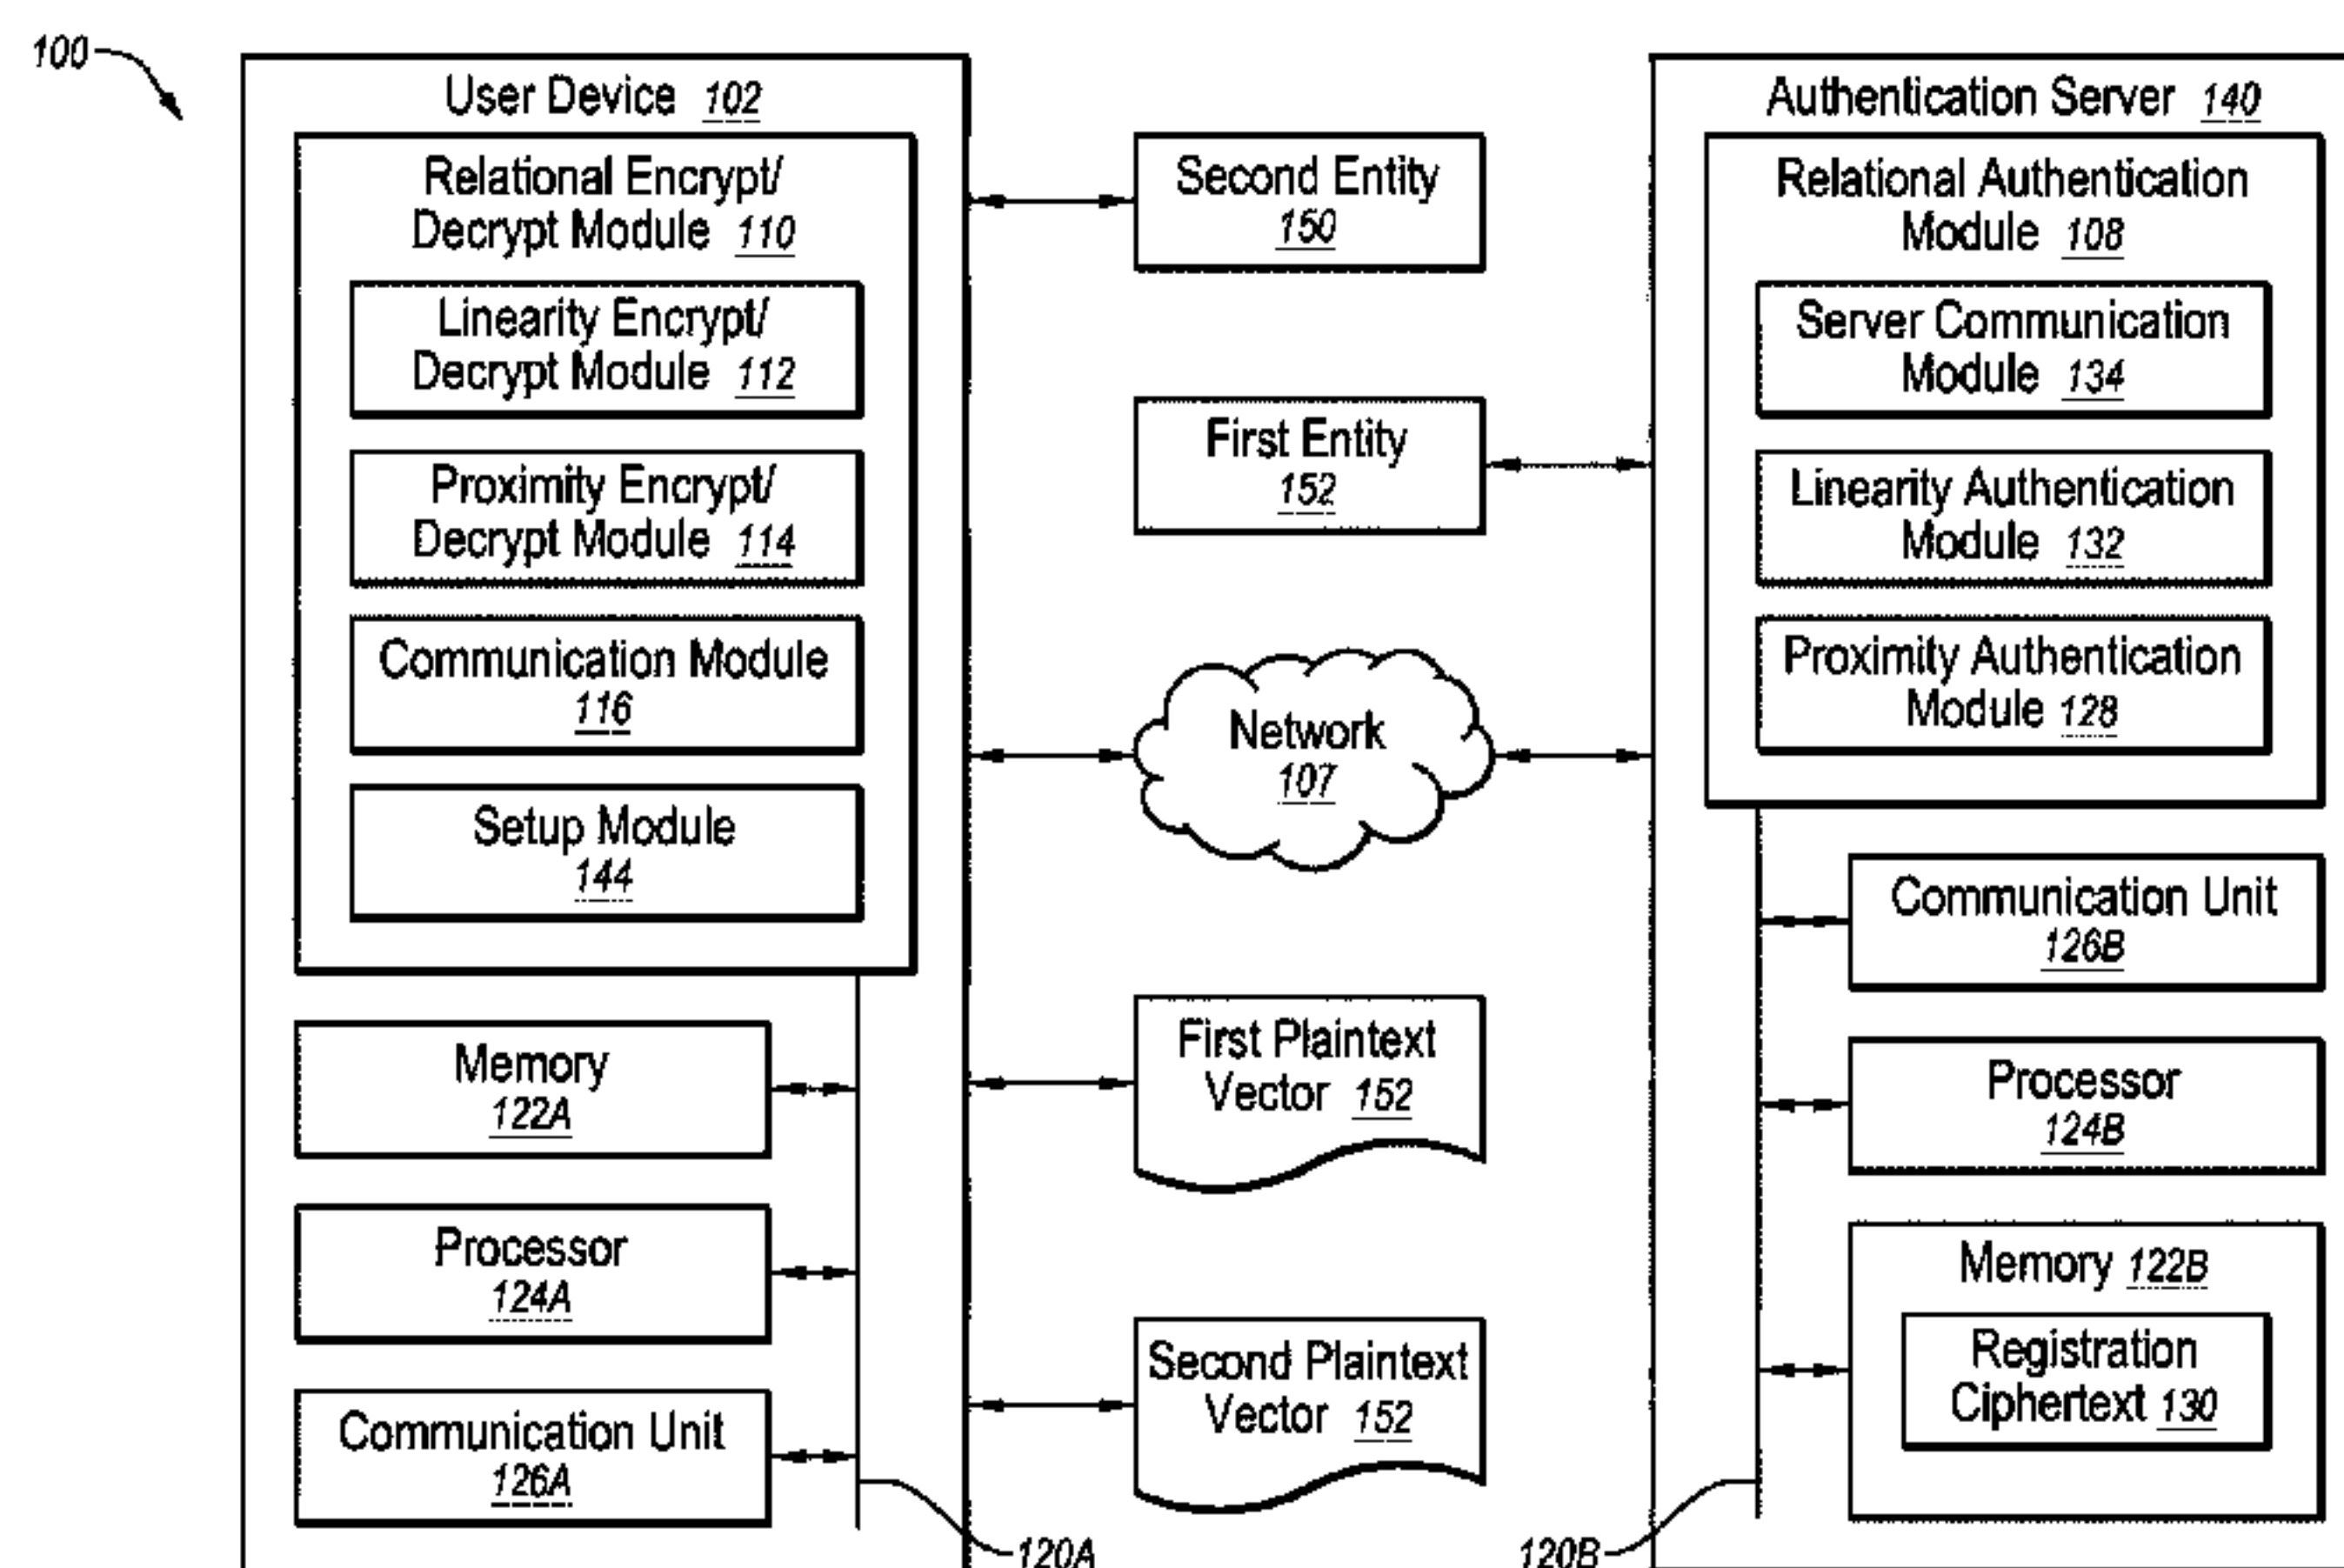 100
User Device 102
Relational Encrypt/
Decrypt Module 110
Linearity Encrypt/
Decrypt Module 112
Proximity Encrypt/
Decrypt Module 114
Communication Module
116
Setup Module
144
Memory
122A
Processor
124A
Communication Unit
126A
120A
Second Entity
150
First Entity
152
Network
107
First Plaintext
Vector 152
Second Plaintext
Vector 152
Authentication Server 140
Relational Authentication
Module 108
Server Communication
Module 134
Linearity Authentication
Module 132
Proximity Authentication
Module 128
Communication Unit
126B
Processor
124B
Memory 122B
Registration
Ciphertext 130
120B